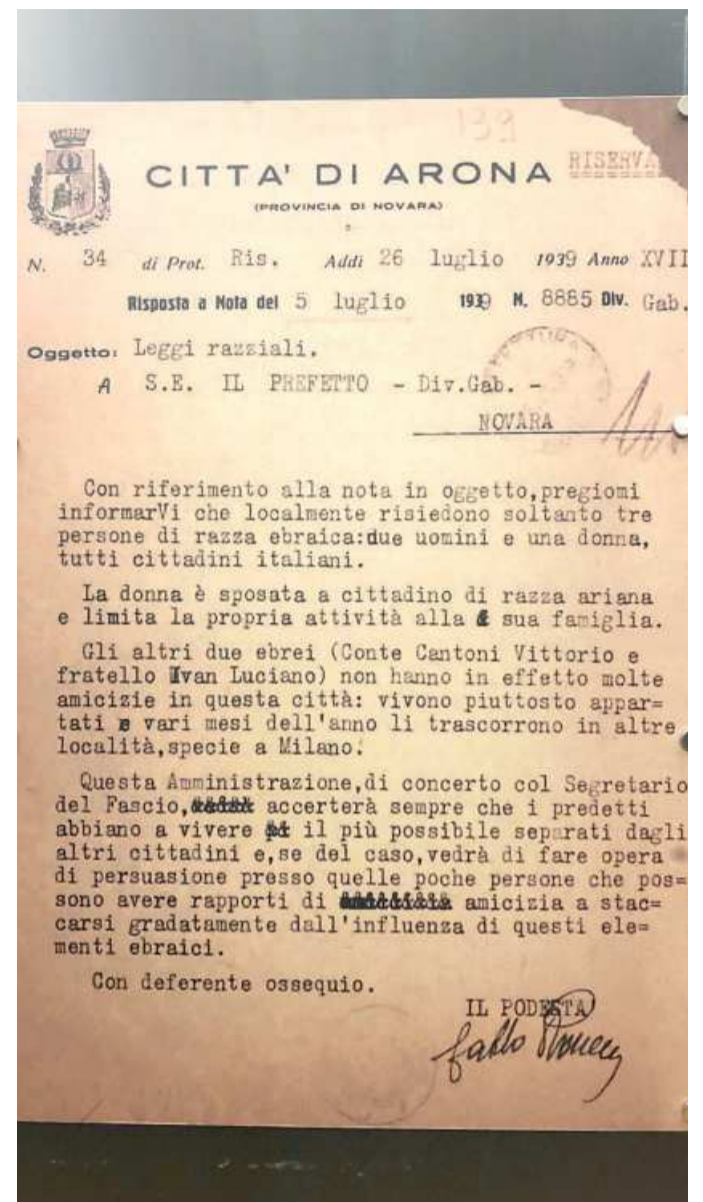 139
CITTA' DI ARONA
(PROVINCIA DI NOVARA)
N. 34 di Prot. Ris. Addì 26 luglio 1939 Anno XVII
Risposta a Nota del 5 luglio 1939 N. 8885 Div. Gab.
Oggetto: Leggi razziali.
A S.E. IL PREFETTO - Div.Gab. -
NOVARA
Con riferimento alla nota in oggetto,pregiomi
informarVi che localmente risiedono soltanto tre
persone di razza ebraica:due uomini e una donna,
tutti cittadini italiani.
La donna è sposata a cittadino di razza ariana
e limita la propria attività alla sua famiglia.
Gli altri due ebrei (Conte Cantoni Vittorio e
fratello Ivan Luciano) non hanno in effetto molte
amicizie in questa città: vivono piuttosto appar=
tati e vari mesi dell'anno li trascorrono in altre
località,specie a Milano.
Questa Amministrazione,di concerto col Segretario
del Fascio, accerterà sempre che i predetti
abbiano a vivere il più possibile separati dagli
altri cittadini e,se del caso,vedrà di fare opera
di persuasione presso quelle poche persone che pos=
sono avere rapporti di amicizia a stac=
carsi gradatamente dall'influenza di questi ele=
menti ebraici.
Con deferente ossequio.
IL PODESTA'